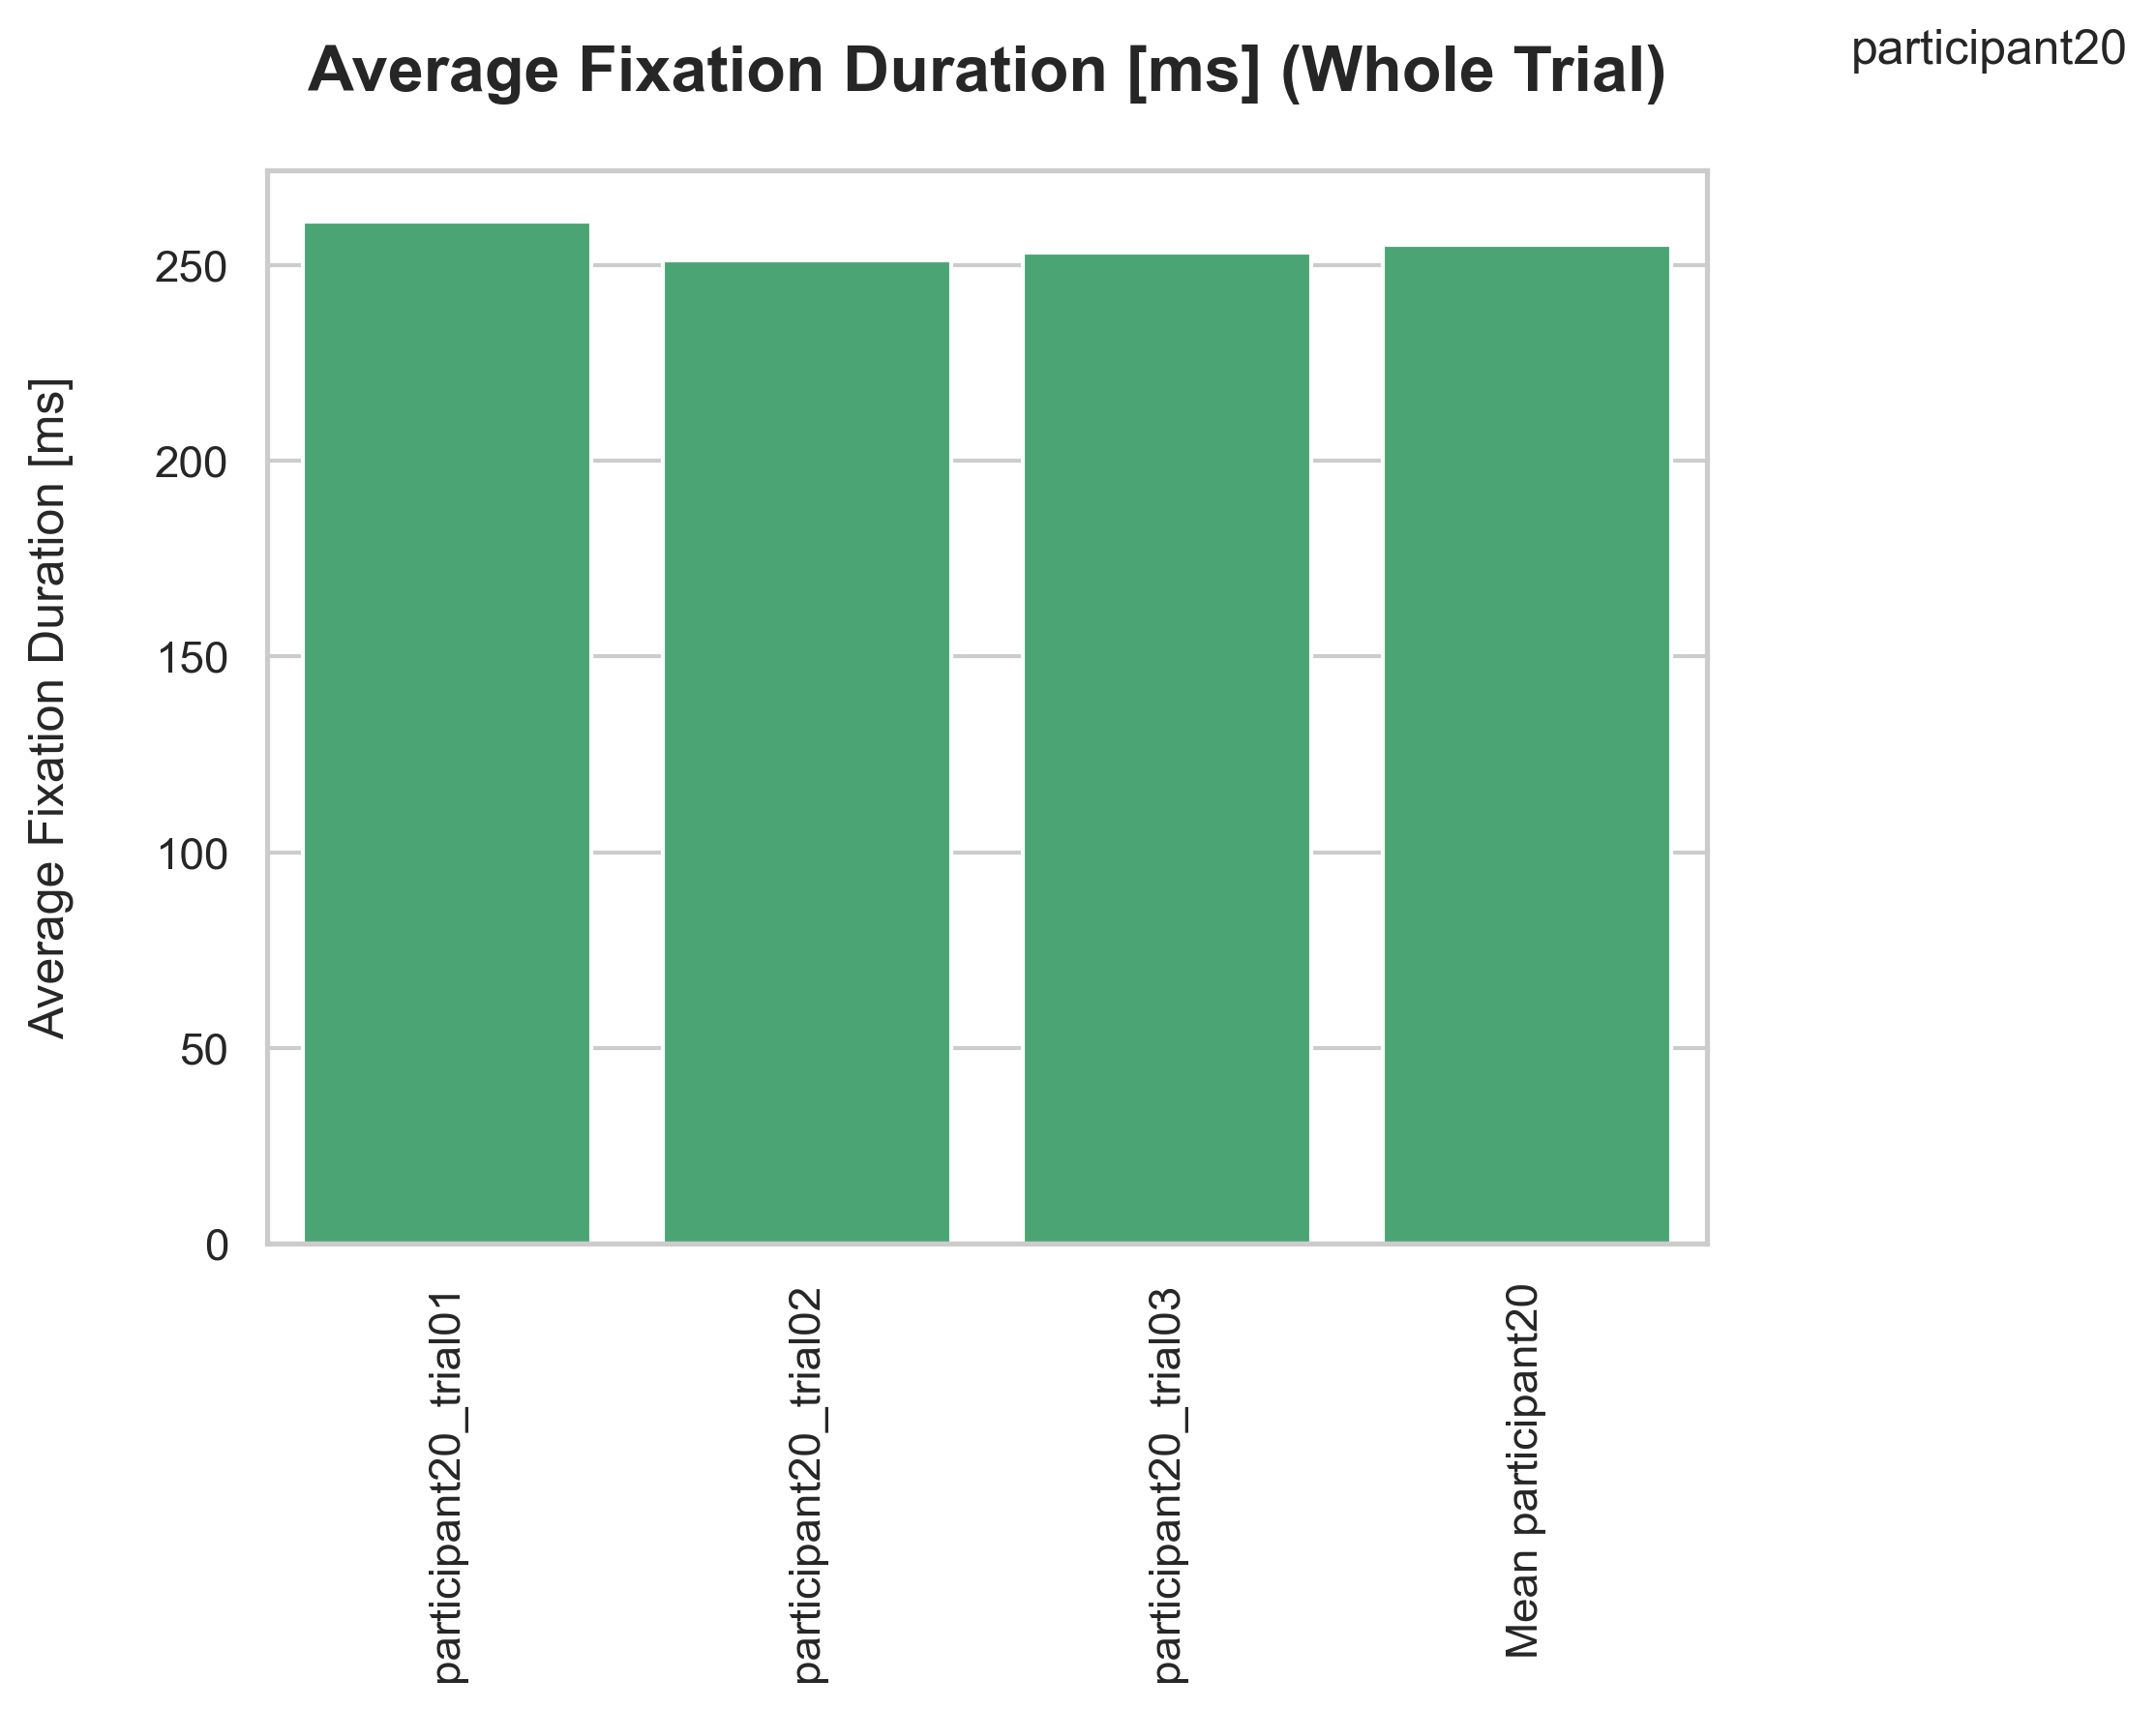 participant20
Average Fixation Duration [ms] (Whole Trial)
Average Fixation Duration [ms]
250
200
150
100
50
0
participant20_trial01
participant20_trial02
participant20_trial03
Mean participant20